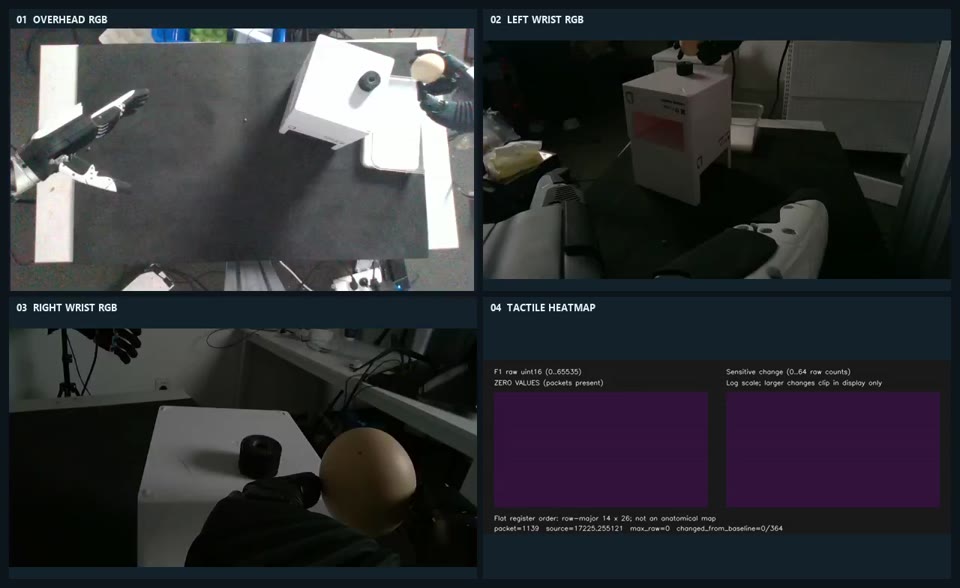 01 OVERHEAD RGB
02 LEFT WRIST RGB
03 RIGHT WRIST RGB
04 TACTILE HEATMAP
F1 raw uint16 (0..65535)
ZERO VALUES (packets present)
Sensitive change (0..64 raw counts)
Log scale; larger changes clip in display only
Flat register order: row-major 14 x 26; not an anatomical map
packet=1139 source=17225.255121 max_raw=0 changed_from_baseline=0/364